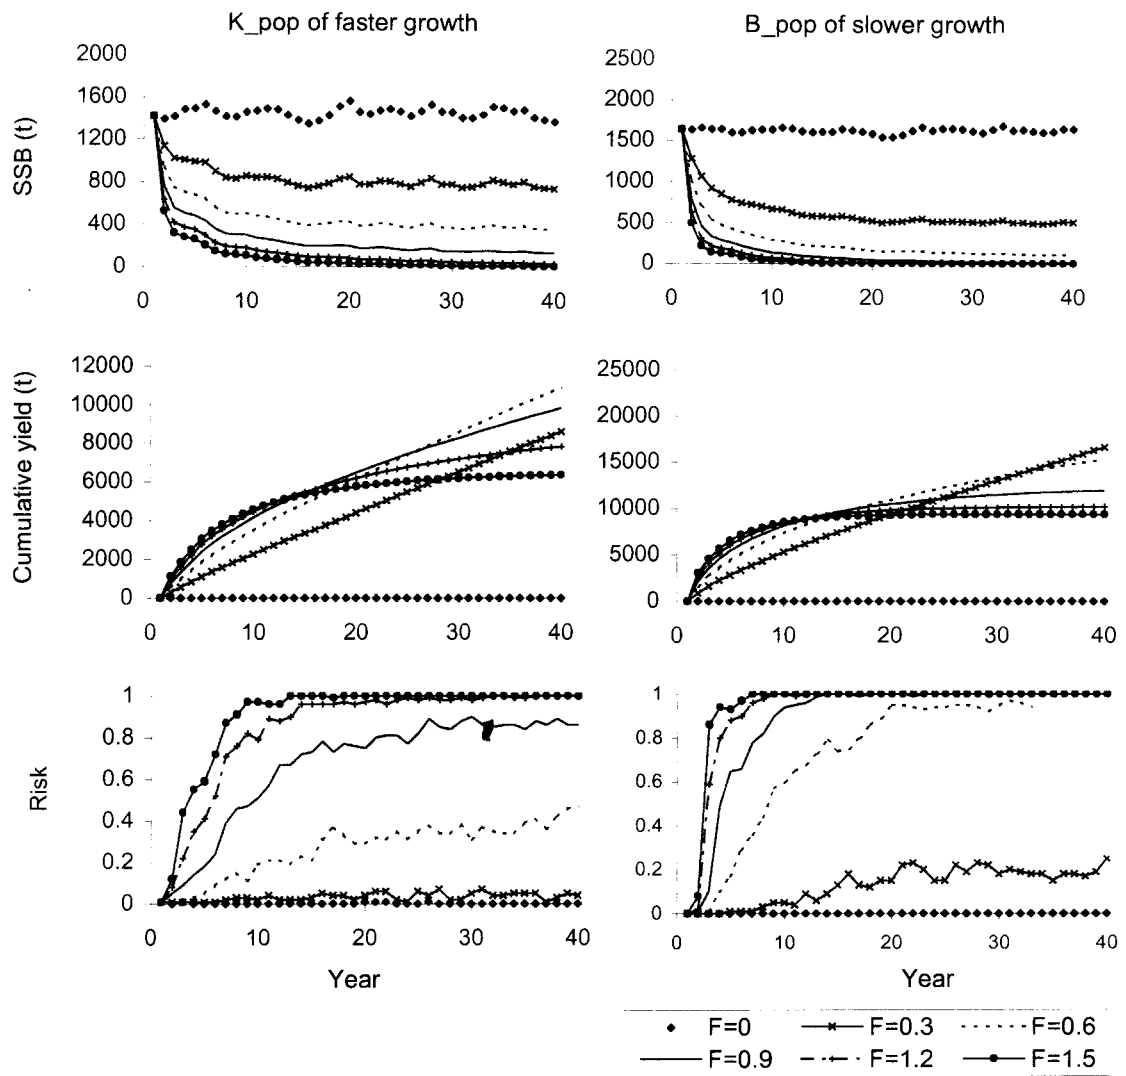 K_pop of faster growth
B_pop of slower growth
SSB (t)
2000
1600
1200
800
400
0
0 10 20 30 40
2500
2000
1500
1000
500
0
0 10 20 30 40
Cumulative yield (t)
12000
10000
8000
6000
4000
2000
0
0 10 20 30 40
25000
20000
15000
10000
5000
0
0 10 20 30 40
Risk
1
0.8
0.6
0.4
0.2
0
0 10 20 30 40
Year
1
0.8
0.6
0.4
0.2
0
0 10 20 30 40
Year
F=0 F=0.3 F=0.6
F=0.9 F=1.2 F=1.5